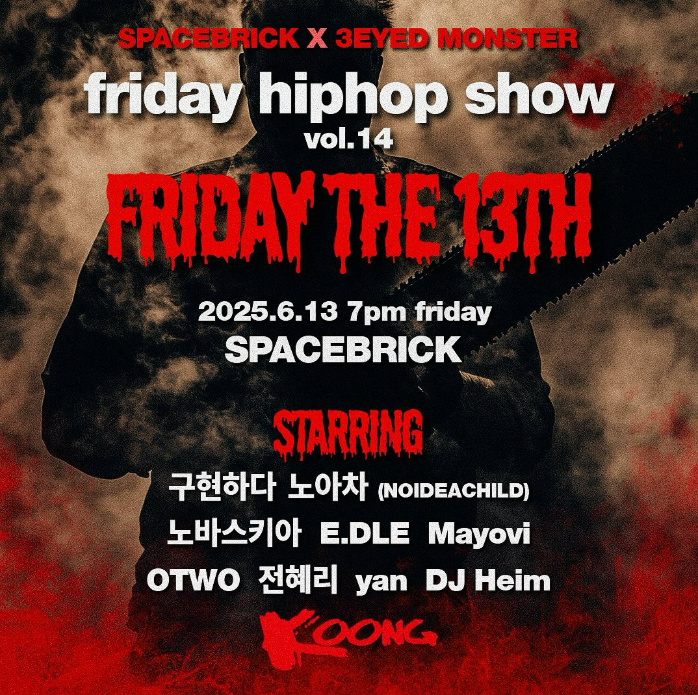 SPACEBRICK X 3EYED MONSTER
friday hiphop show
vol.14
FRIDAY THE 13TH
2025.6.13 7pm friday
SPACEBRICK
STARRING
구현하다 노아차 (NOIDEACHILD)
노바스키아 E.DLE Mayovi
OTWO 전혜리 yan DJ Heim
KOONG